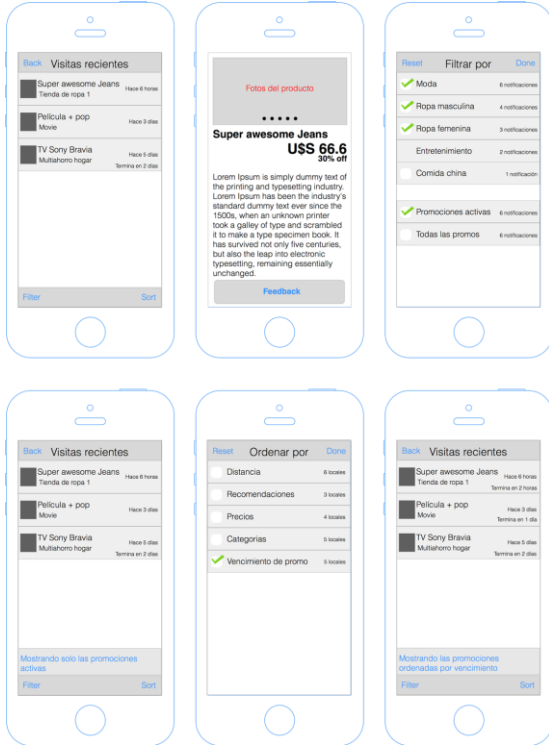 Back Visitas recientes
Super awesome Jeans
Tienda de ropa 1
Hace 6 horas
Película + pop
Movie
Hace 3 días
TV Sony Bravia
Multiahorro hogar
Hace 5 días
Termina en 2 días
Filter Sort
Fotos del producto
Super awesome Jeans
U$S 66.6
30% off
Lorem Ipsum is simply dummy text of
the printing and typesetting industry.
Lorem Ipsum has been the industry's
standard dummy text ever since the
1500s, when an unknown printer
took a galley of type and scrambled
it to make a type specimen book. It
has survived not only five centuries,
but also the leap into electronic
typesetting, remaining essentially
unchanged.
Feedback
Reset Filtrar por Done
Moda 6 notificaciones
Ropa masculina 4 notificaciones
Ropa femenina 3 notificaciones
Entretenimiento 2 notificaciones
Comida china 1 notificación
Promociones activas 6 notificaciones
Todas las promos 6 notificaciones
Back Visitas recientes
Super awesome Jeans
Tienda de ropa 1
Hace 6 horas
Película + pop
Movie
Hace 3 días
TV Sony Bravia
Multiahorro hogar
Hace 5 días
Termina en 2 días
Mostrando solo las promociones
activas
Filter Sort
Reset Ordenar por Done
Distancia 6 locales
Recomendaciones 3 locales
Precios 4 locales
Categorias 5 locales
Vencimiento de promo 5 locales
Back Visitas recientes
Super awesome Jeans
Tienda de ropa 1
Hace 6 horas
Termina en 2 horas
Película + pop
Movie
Hace 3 días
Termina en 1 día
TV Sony Bravia
Multiahorro hogar
Hace 5 días
Termina en 2 días
Mostrando las promociones
ordenadas por vencimiento
Filter Sort